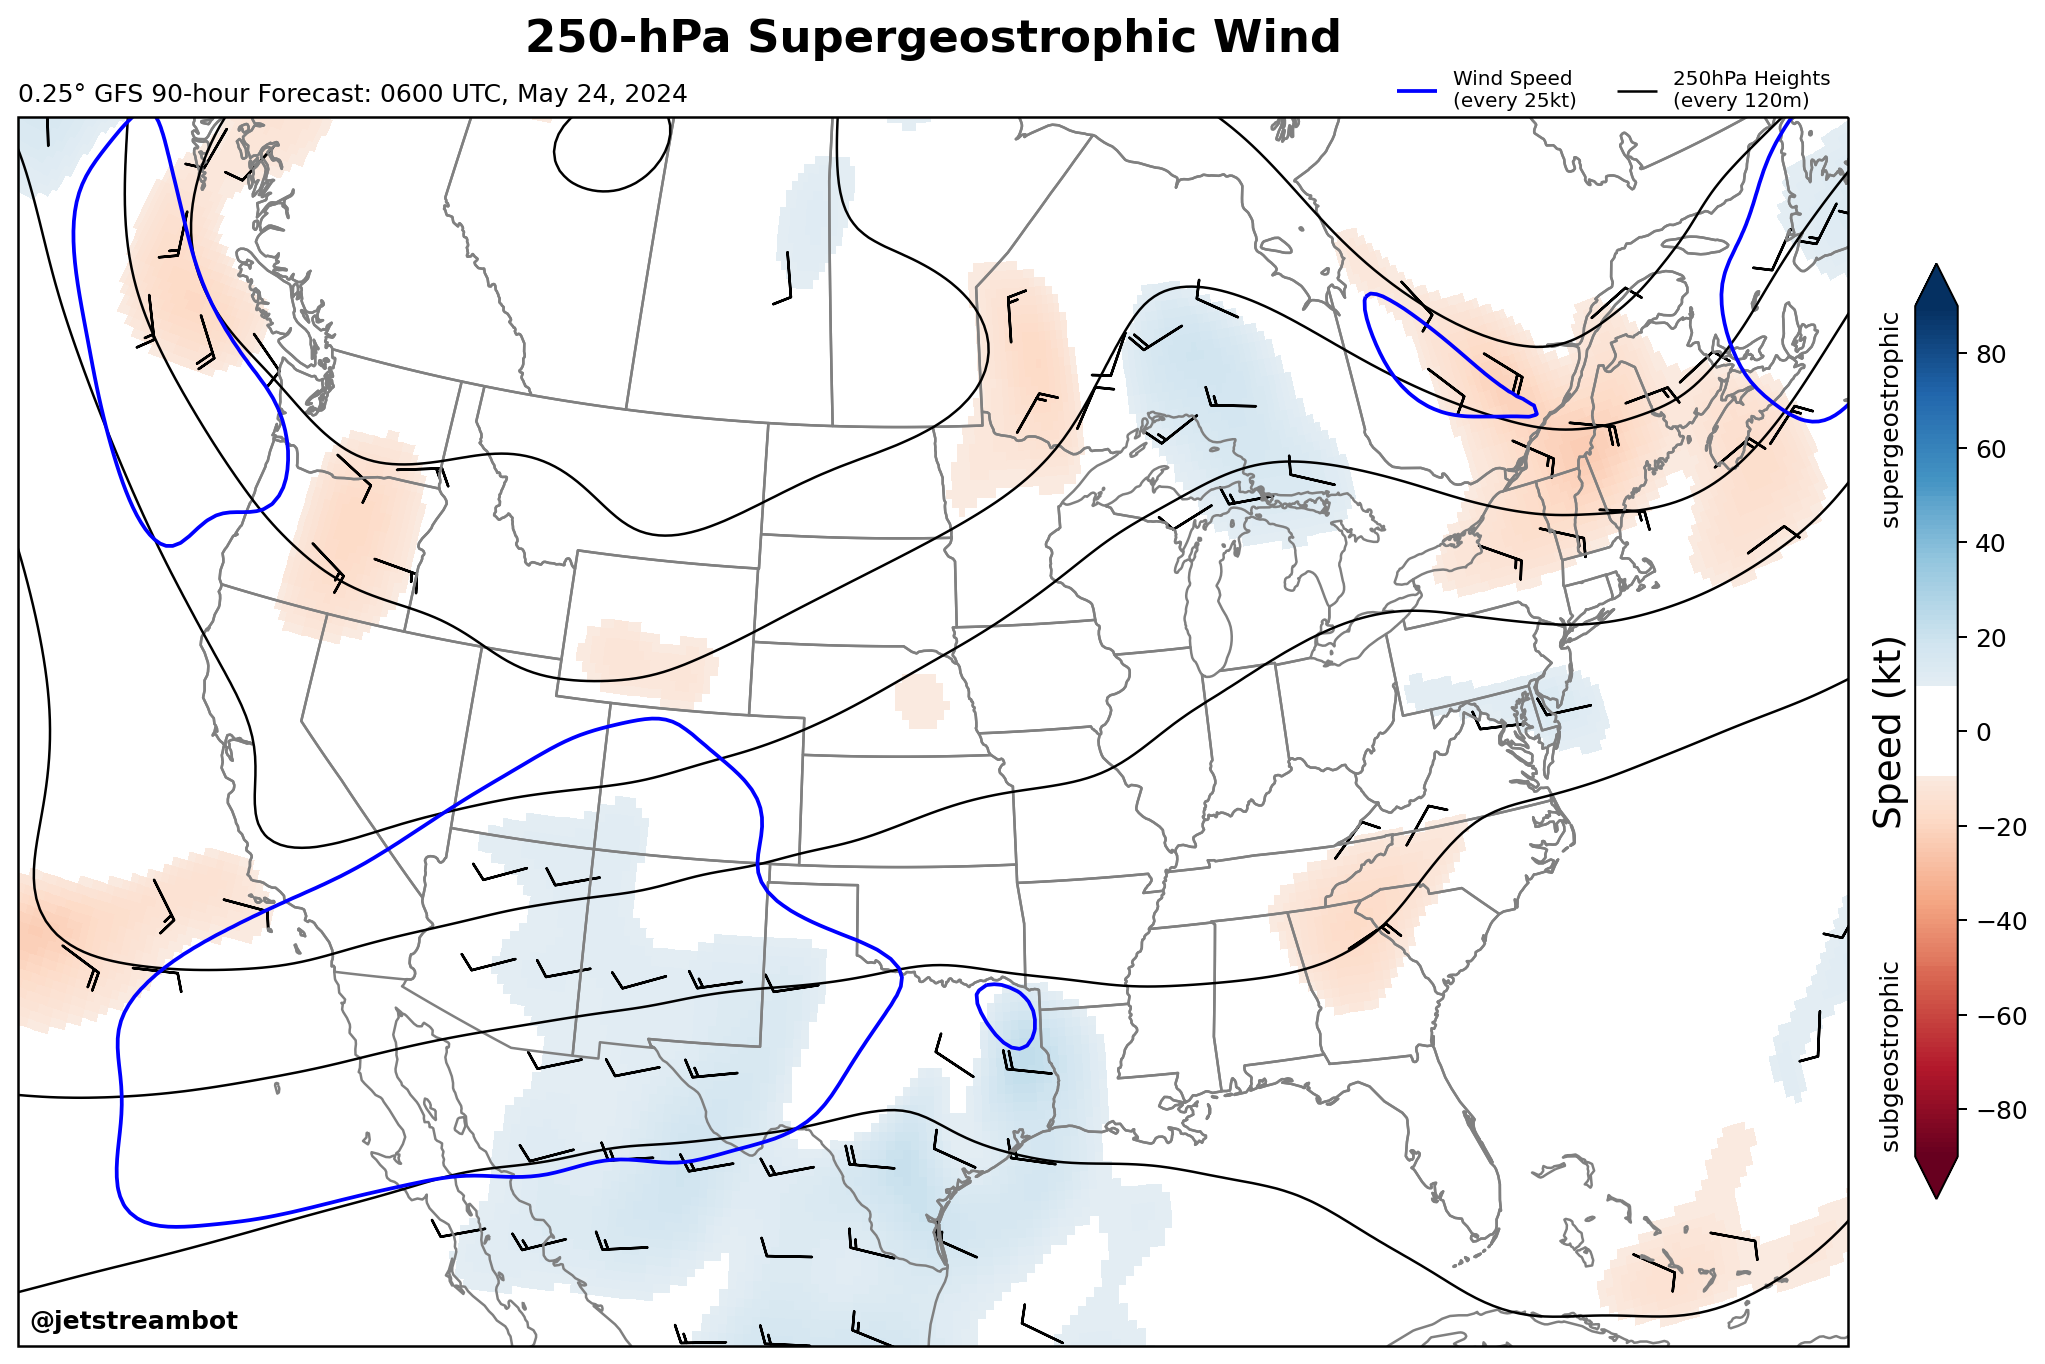 250-hPa Supergeostrophic Wind
0.25° GFS 90-hour Forecast: 0600 UTC, May 24, 2024
Wind Speed
(every 25kt)
250hPa Heights
(every 120m)
supergeostrophic
Speed (kt)
subgeostrophic
80
60
40
20
0
−20
−40
−60
−80
@jetstreambot